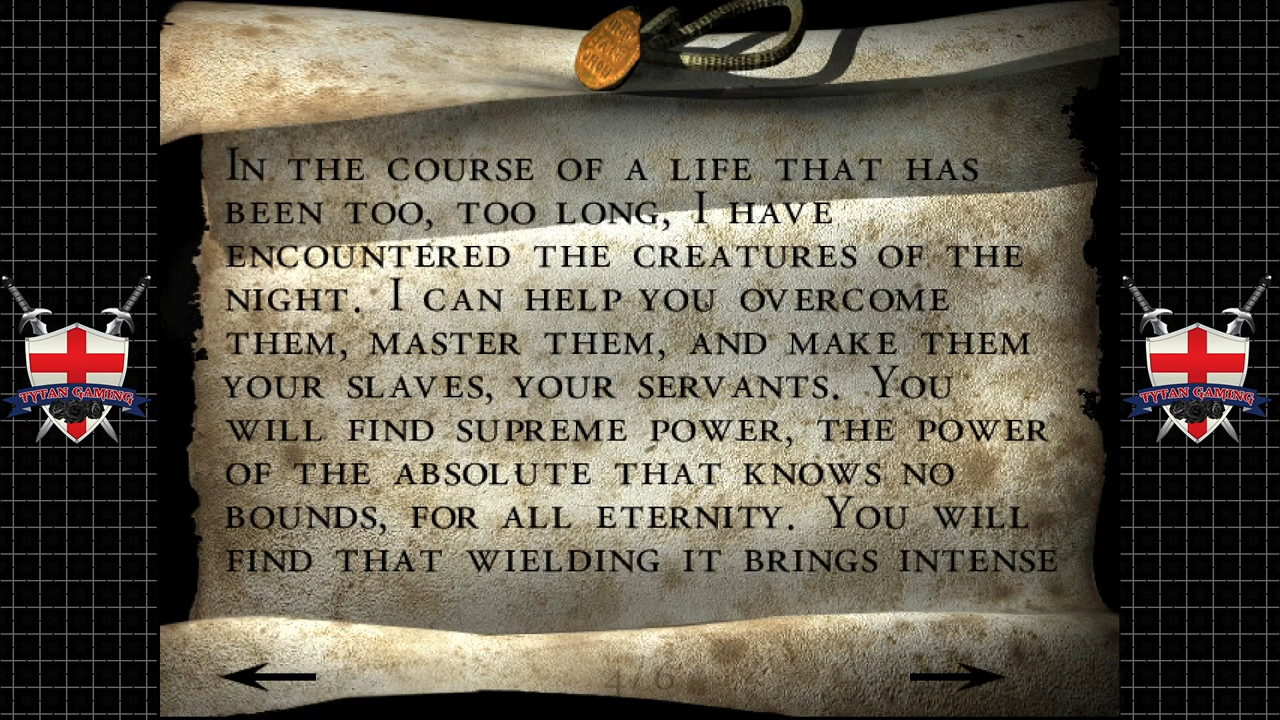 In the course of a life that has
been too, too long, I have
encountered the creatures of the
night. I can help you overcome
them, master them, and make them
your slaves, your servants. You
will find supreme power, the power
of the absolute that knows no
bounds, for all eternity. You will
find that wielding it brings intense
4/6
TYTAN GAMING
TYTAN GAMING